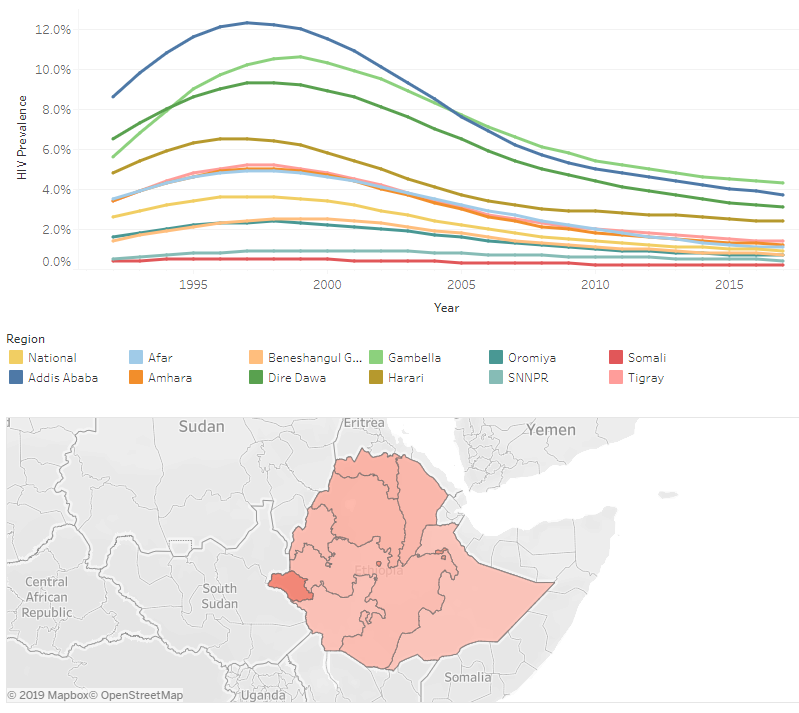 12.0%
10.0%
8.0%
6.0%
4.0%
2.0%
0.0%
HIV Prevalence
1995 2000 2005 2010 2015
Year
Region
National Afar Beneshangul G... Gambella Oromiya Somali
Addis Ababa Amhara Dire Dawa Harari SNNPR Tigray
Sudan
Eritrea
Yemen
Ethiopia
Central
African
Republic
South
Sudan
Somalia
Uganda
© 2019 Mapbox© OpenStreetMap